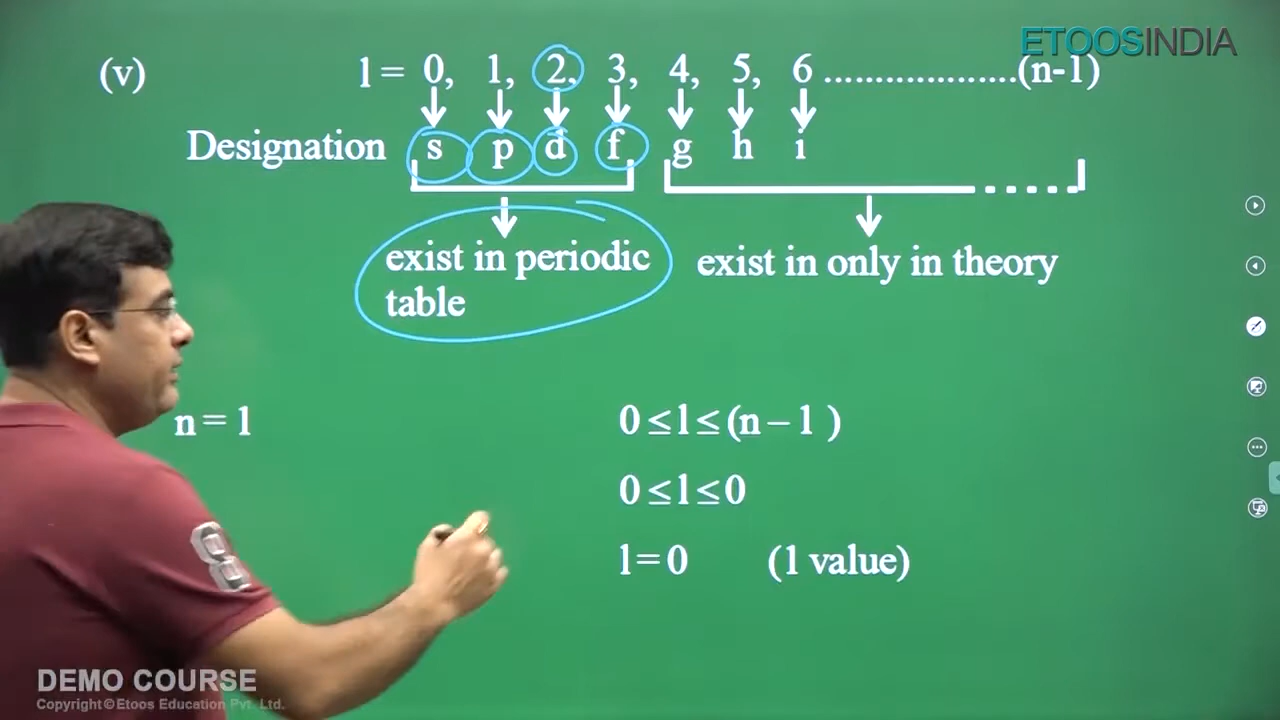 ETOOSINDIA
(v) l = 0, 1, 2, 3, 4, 5, 6 ...................(n-1)
Designation s p d f g h i
exist in periodic
table
exist in only in theory
n = 1
0 ≤ l ≤ (n – 1 )
0 ≤ l ≤ 0
l = 0 (1 value)
8
DEMO COURSE
Copyright©Etoos Education Pvt. Ltd.